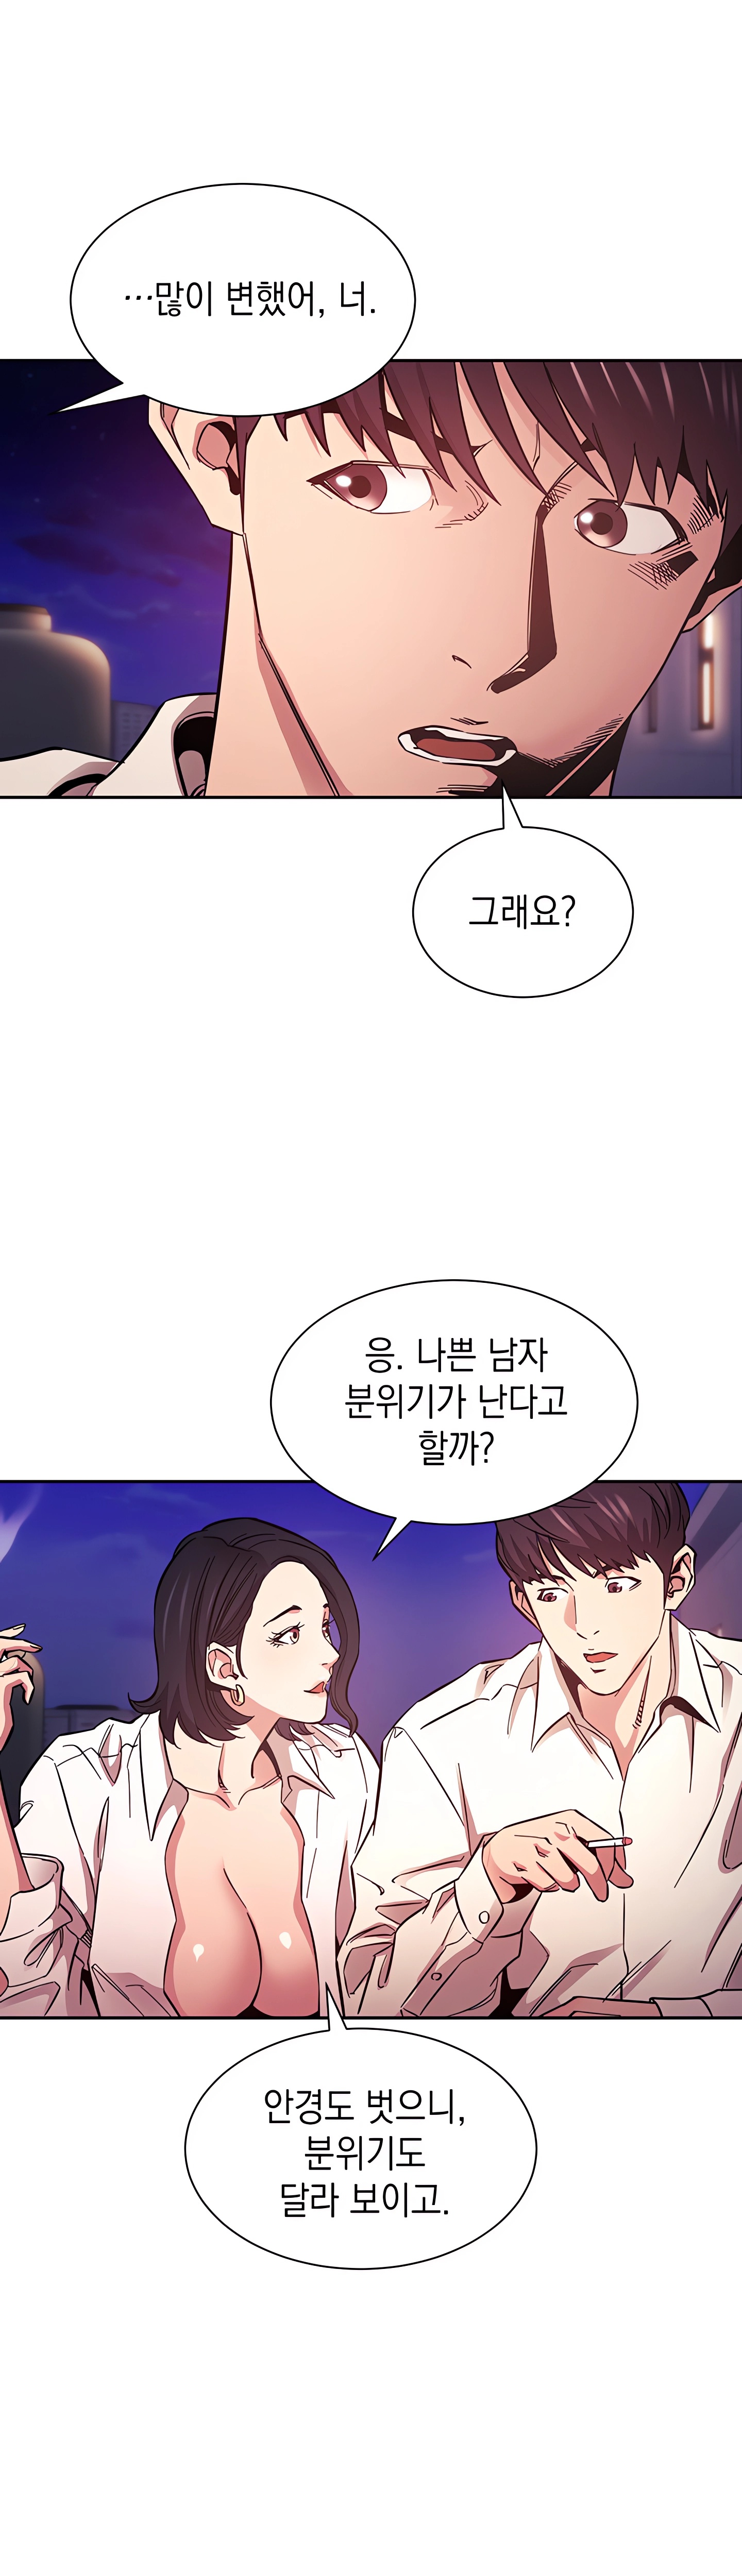 …많이 변했어, 너.
그래요?
응. 나쁜 남자
분위기가 난다고
할까?
안경도 벗으니,
분위기도
달라 보이고.